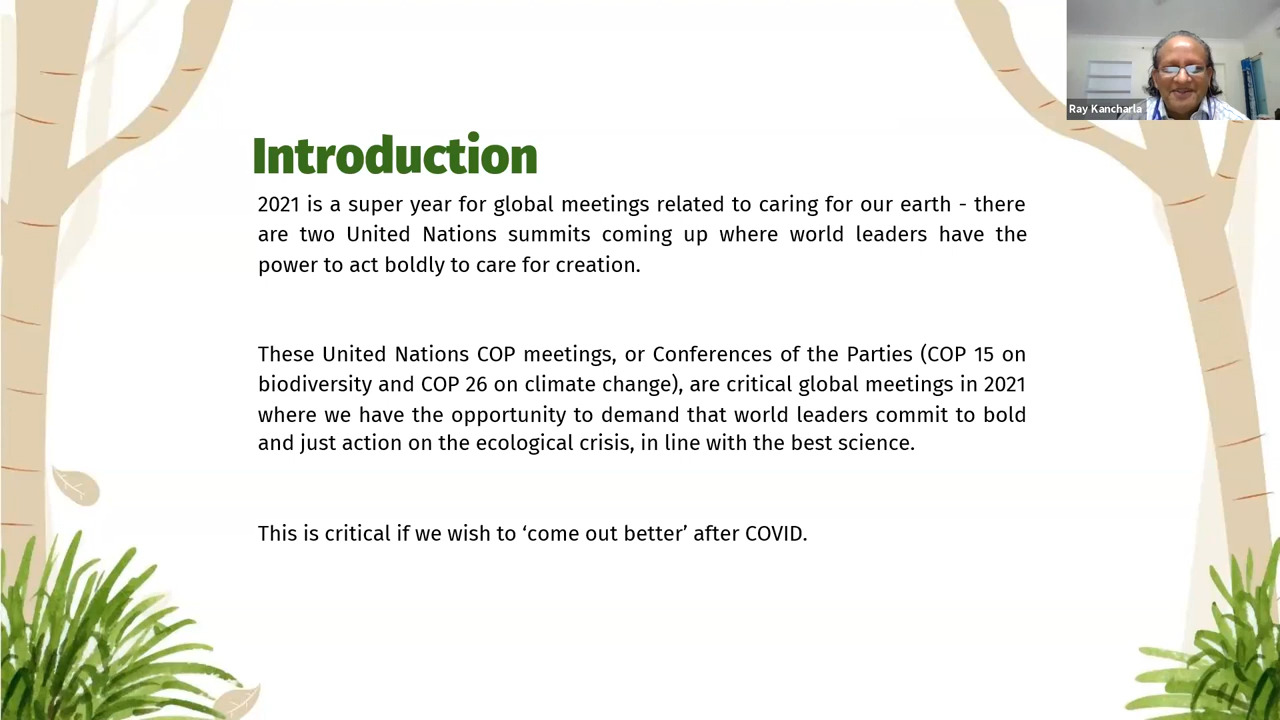 Ray Kancharla
Introduction
2021 is a super year for global meetings related to caring for our earth - there
are two United Nations summits coming up where world leaders have the
power to act boldly to care for creation.
These United Nations COP meetings, or Conferences of the Parties (COP 15 on
biodiversity and COP 26 on climate change), are critical global meetings in 2021
where we have the opportunity to demand that world leaders commit to bold
and just action on the ecological crisis, in line with the best science.
This is critical if we wish to ‘come out better’ after COVID.